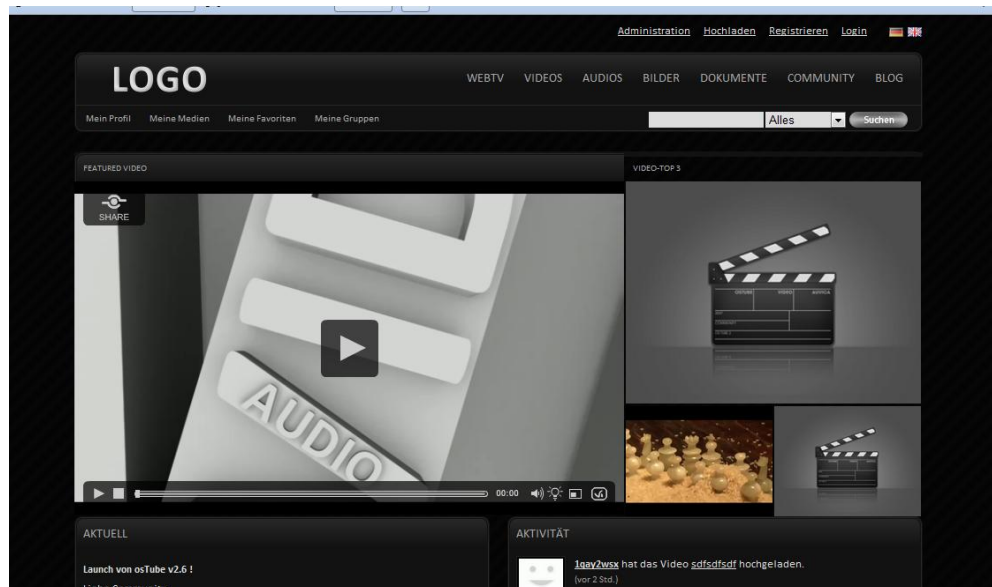 Administration Hochladen Registrieren Login
LOGO
WEBTV VIDEOS AUDIOS BILDER DOKUMENTE COMMUNITY BLOG
Mein Profil Meine Medien Meine Favoriten Meine Gruppen
Alles Suchen
FEATURED VIDEO
VIDEO-TOP 3
SHARE
AUDIO
00:00
AKTUELL
AKTIVITÄT
Launch von osTube v2.6 !
1qay2wsx hat das Video sdfsdfsdf hochgeladen.
(vor 2 Std.)